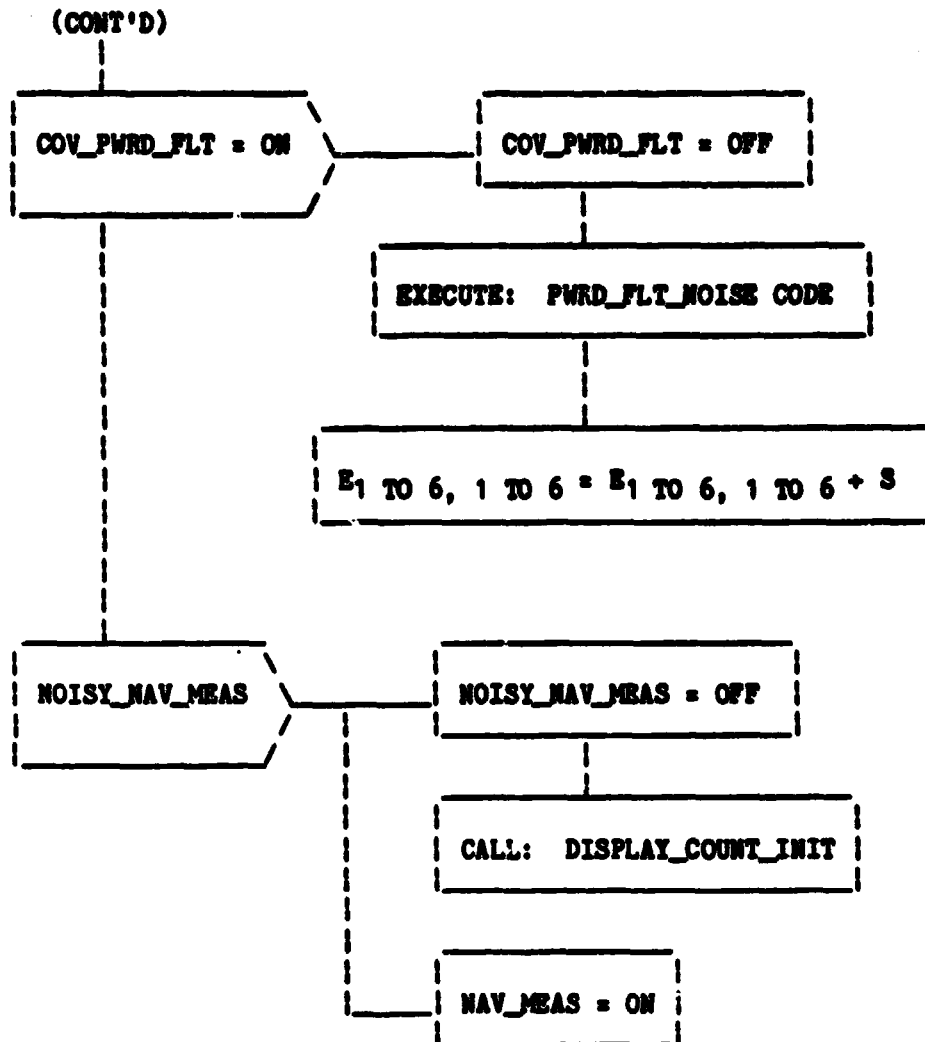 (CONT'D)
COV_PWRD_FLT = ON
COV_PWRD_FLT = OFF
EXECUTE: PWRD_FLT_NOISE CODE
E1 TO 6, 1 TO 6 = E1 TO 6, 1 TO 6 + S
NOISY_NAV_MEAS
NOISY_NAV_MEAS = OFF
CALL: DISPLAY_COUNT_INIT
NAV_MEAS = ON